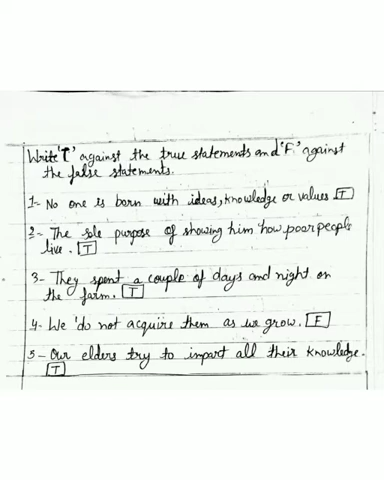 Write 'T' against the true statements and 'F' against
the false statements.
1- No one is born with ideas, knowledge or values T
2- The sole purpose of showing him how poor people
live. T
3- They spent a couple of days and night on
the farm. T
4- We do not acquire them as we grow. F
5- Our elders try to impart all their knowledge.
T